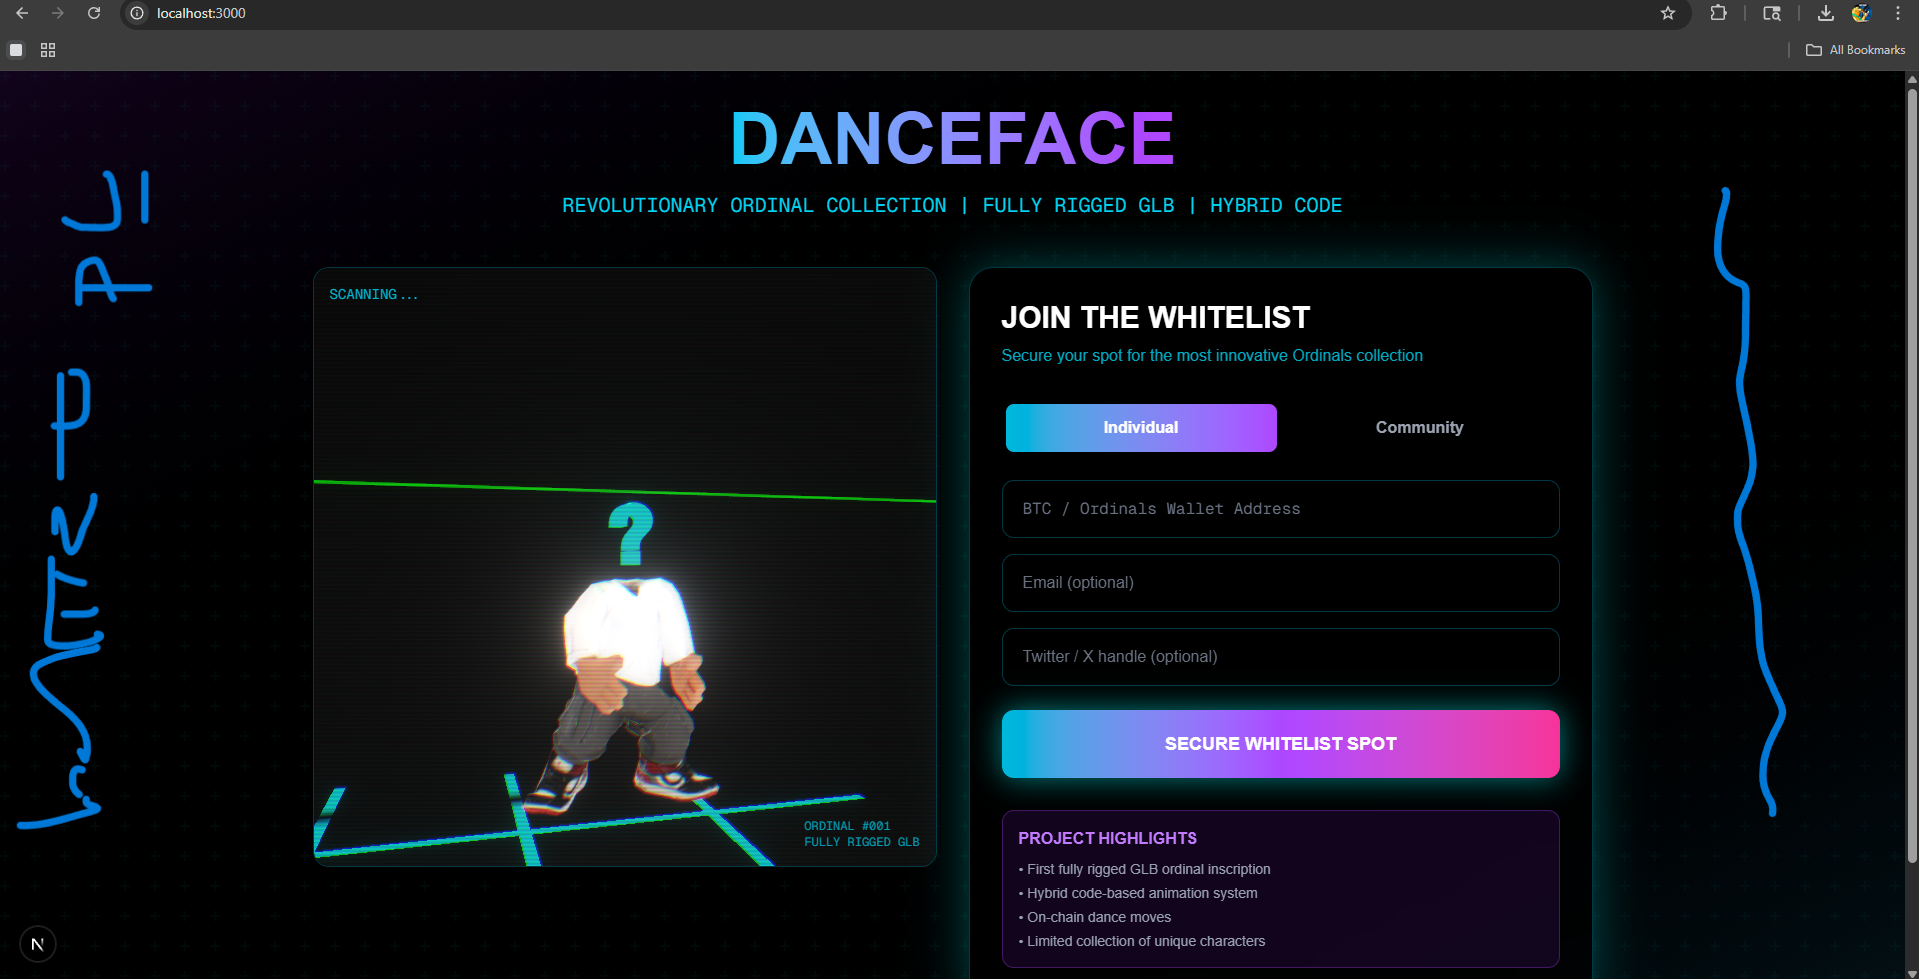 localhost:3000
All Bookmarks
DANCEFACE
REVOLUTIONARY ORDINAL COLLECTION | FULLY RIGGED GLB | HYBRID CODE
SCANNING...
?
ORDINAL #001
FULLY RIGGED GLB
JOIN THE WHITELIST
Secure your spot for the most innovative Ordinals collection
Individual
Community
BTC / Ordinals Wallet Address
Email (optional)
Twitter / X handle (optional)
SECURE WHITELIST SPOT
PROJECT HIGHLIGHTS
• First fully rigged GLB ordinal inscription
• Hybrid code-based animation system
• On-chain dance moves
• Limited collection of unique characters
N